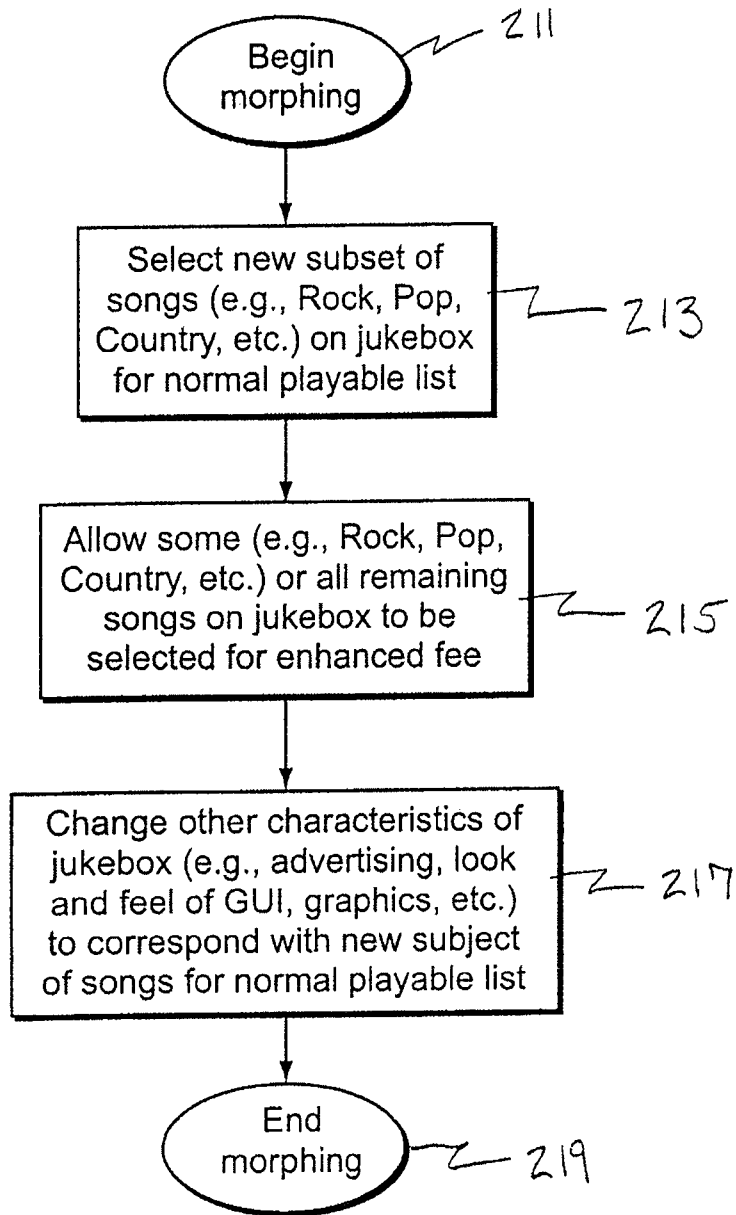 211
Begin
morphing
Select new subset of
songs (e.g., Rock, Pop,
Country, etc.) on jukebox
for normal playable list
213
Allow some (e.g., Rock, Pop,
Country, etc.) or all remaining
songs on jukebox to be
selected for enhanced fee
215
Change other characteristics of
jukebox (e.g., advertising, look
and feel of GUI, graphics, etc.)
to correspond with new subject
of songs for normal playable list
217
End
morphing
219